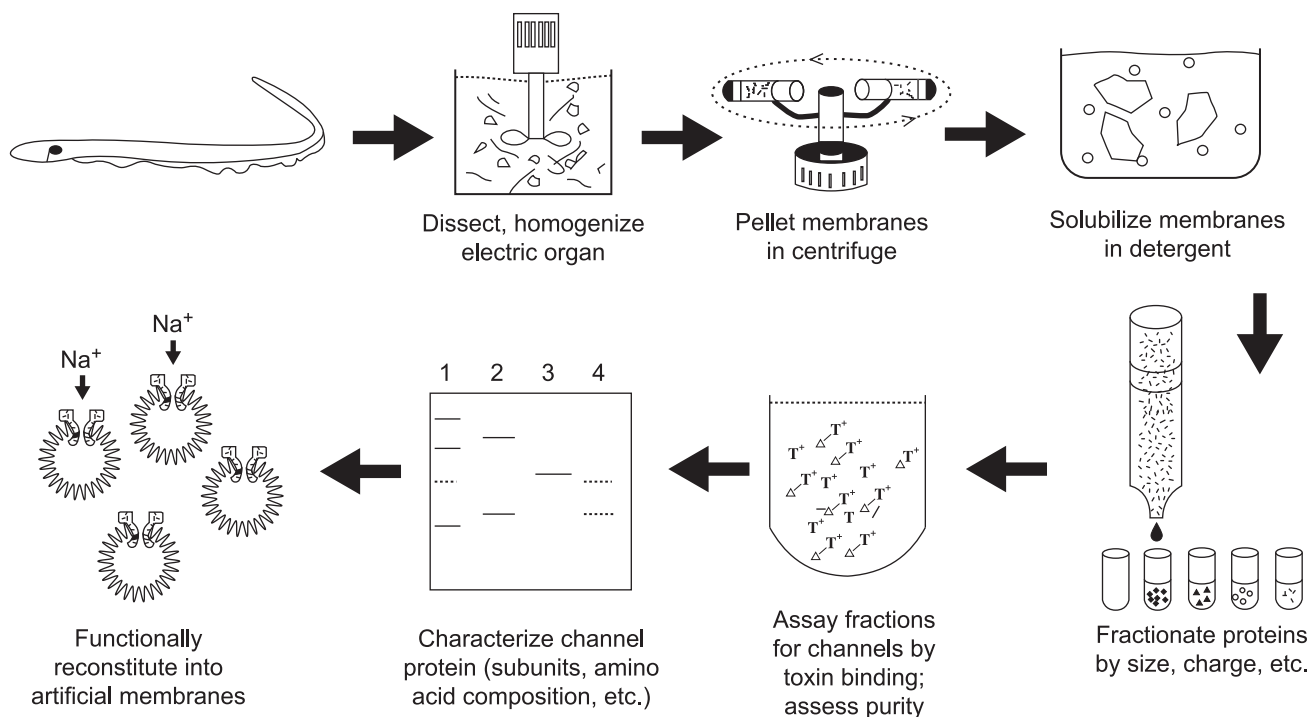 Dissect, homogenize
electric organ
Pellet membranes
in centrifuge
Solubilize membranes
in detergent
Fractionate proteins
by size, charge, etc.
T⁺
T⁺
T⁺
T⁺
T⁺
T⁺
T⁺
T⁺
T⁺
T⁺
T
T⁺
T⁺
T⁺
Assay fractions
for channels by
toxin binding;
assess purity
1 2 3 4
Characterize channel
protein (subunits, amino
acid composition, etc.)
Na⁺
Na⁺
Functionally
reconstitute into
artificial membranes